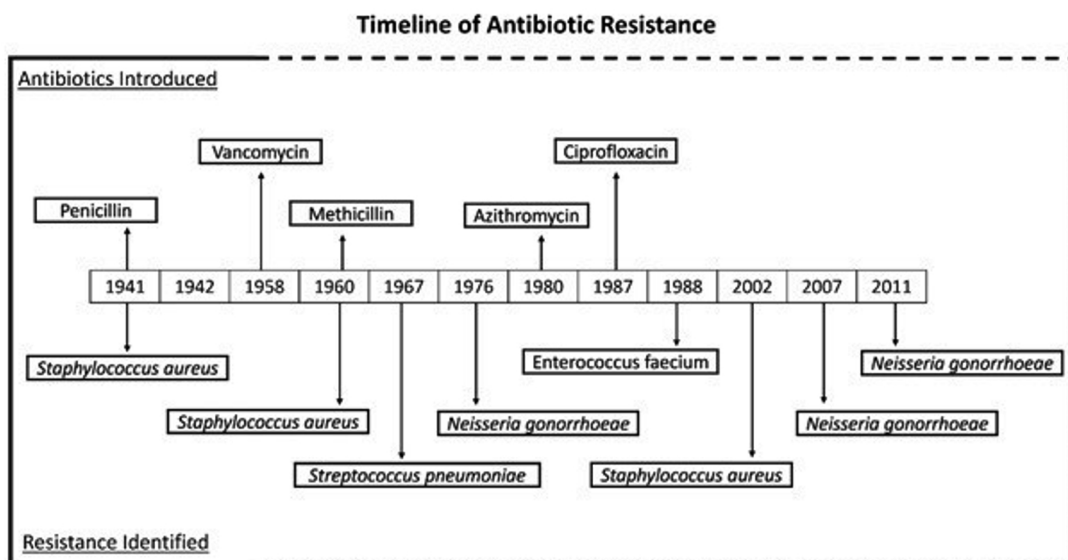 Timeline of Antibiotic Resistance
Antibiotics Introduced
Vancomycin
Ciprofloxacin
Penicillin
Methicillin
Azithromycin
1941 1942 1958 1960 1967 1976 1980 1987 1988 2002 2007 2011
Staphylococcus aureus
Enterococcus faecium
Neisseria gonorrhoeae
Staphylococcus aureus
Neisseria gonorrhoeae
Neisseria gonorrhoeae
Streptococcus pneumoniae
Staphylococcus aureus
Resistance Identified